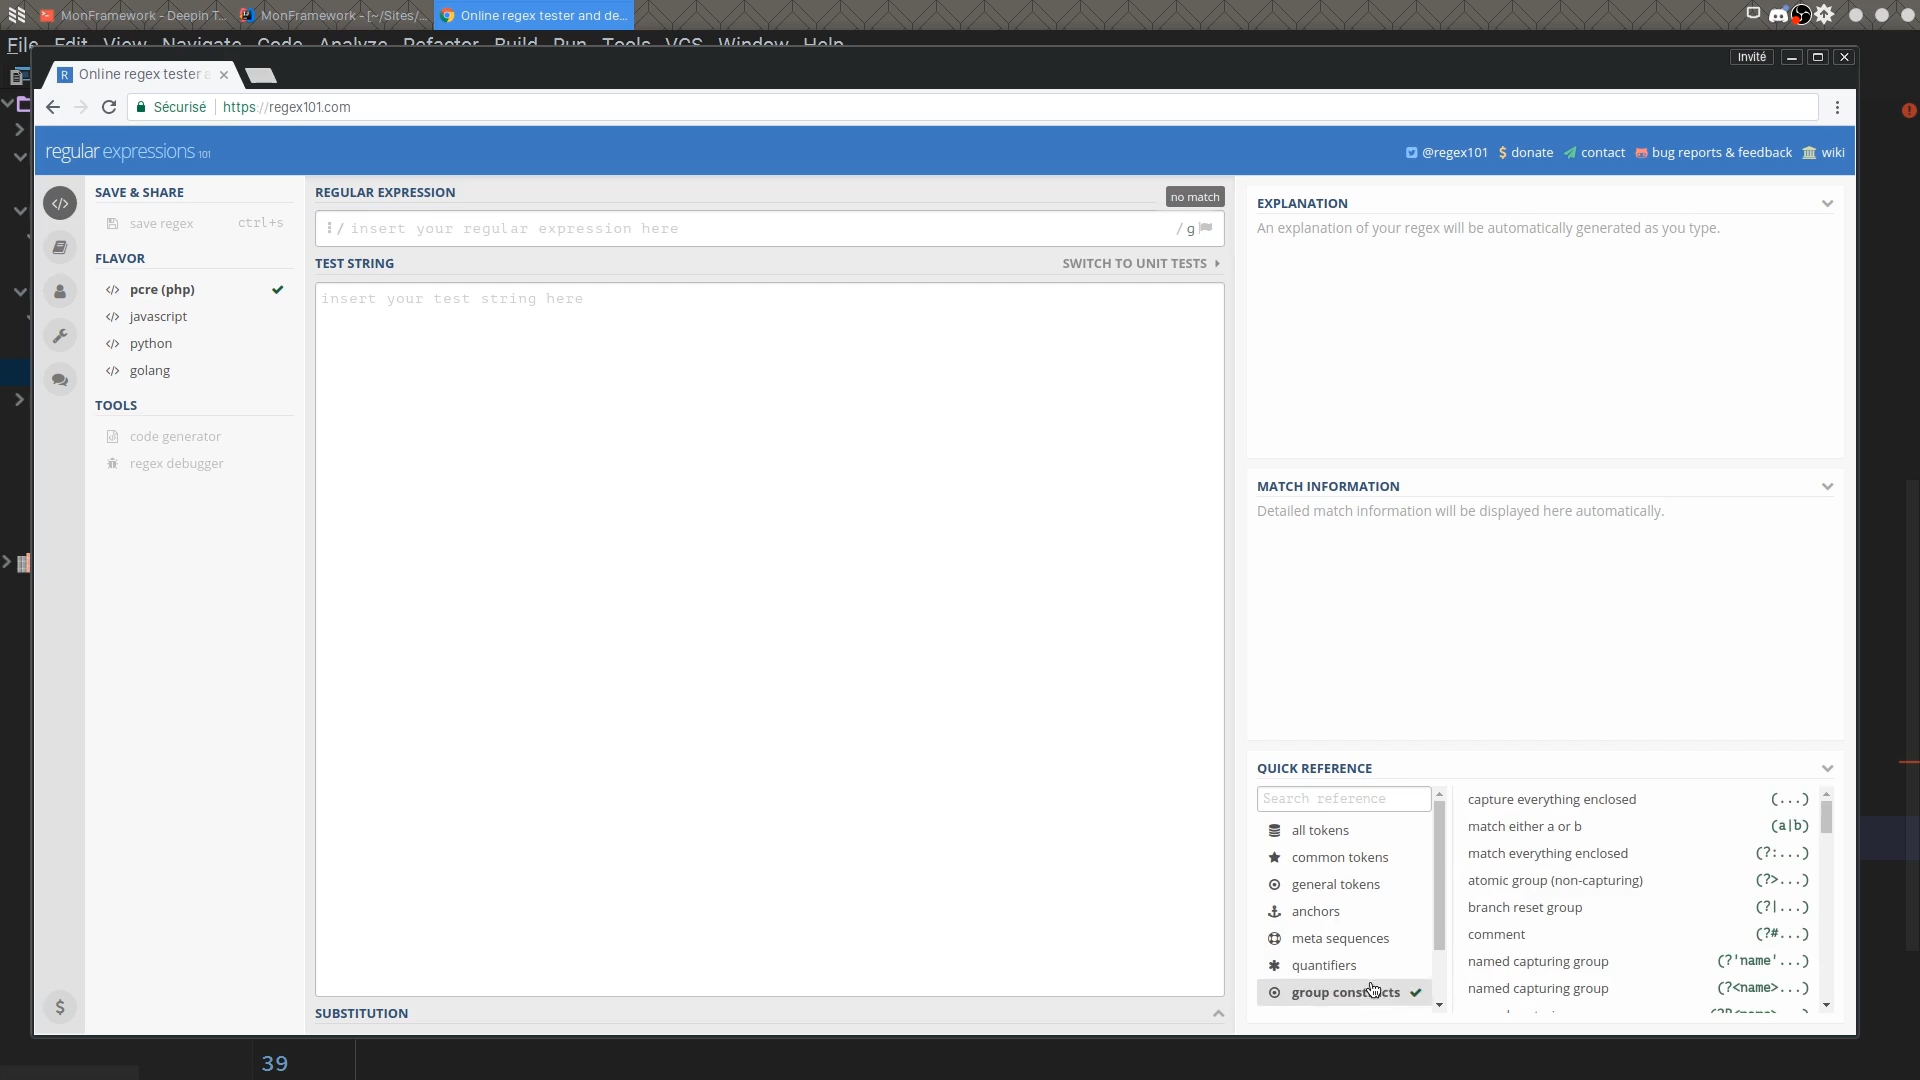 MonFramework - Deepin T...
MonFramework - [~/Sites/...
Online regex tester and de...
File Edit View Navigate Code Analyze Refactor Build Run Tools VCS Window Help
Invité
Online regex tester a
Sécurisé
https://regex101.com
regular expressions 101
@regex101
$ donate
contact
bug reports & feedback
wiki
SAVE & SHARE
save regex ctrl+s
FLAVOR
</> pcre (php)
</> javascript
</> python
</> golang
TOOLS
code generator
regex debugger
REGULAR EXPRESSION
no match
/ insert your regular expression here / g
TEST STRING
SWITCH TO UNIT TESTS
insert your test string here
SUBSTITUTION
EXPLANATION
An explanation of your regex will be automatically generated as you type.
MATCH INFORMATION
Detailed match information will be displayed here automatically.
QUICK REFERENCE
Search reference
all tokens
common tokens
general tokens
anchors
meta sequences
quantifiers
group constructs
capture everything enclosed (...)
match either a or b (a|b)
match everything enclosed (?:...)
atomic group (non-capturing) (?>...)
branch reset group (?|...)
comment (?#...)
named capturing group (?'name'...)
named capturing group (?<name>...)
39